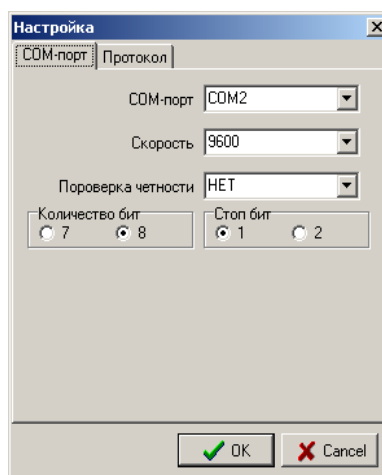 Настройка
COM-порт Протокол
COM-порт COM2
Скорость 9600
Пороверка четности НЕТ
Количество бит Стоп бит
7 8 1 2
OK Cancel